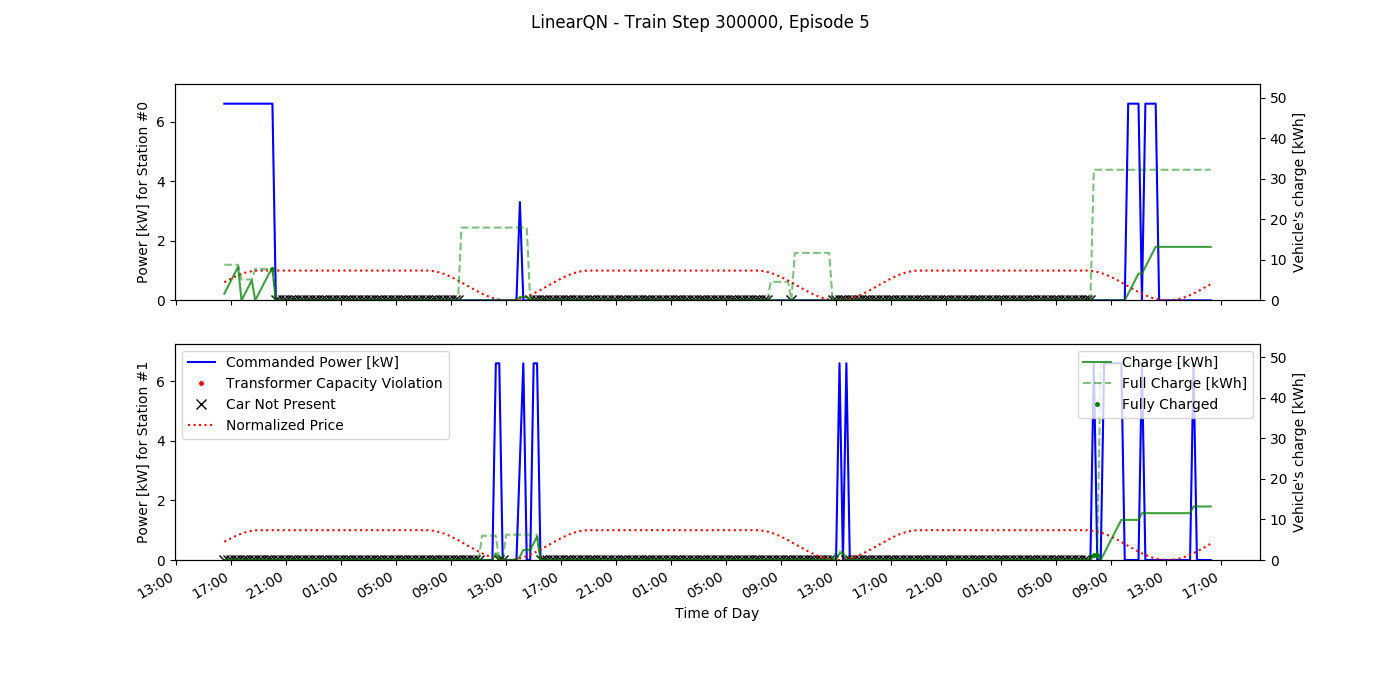 LinearQN - Train Step 300000, Episode 5
Power [kW] for Station #0
6
4
2
0
50
40
30
20
10
0
Vehicle's charge [kWh]
Power [kW] for Station #1
6
4
2
0
Commanded Power [kW]
Transformer Capacity Violation
Car Not Present
Normalized Price
Charge [kWh]
Full Charge [kWh]
Fully Charged
50
40
30
20
10
0
Vehicle's charge [kWh]
13:00 17:00 21:00 01:00 05:00 09:00 13:00 17:00 21:00 01:00 05:00 09:00 13:00 17:00 21:00 01:00 05:00 09:00 13:00 17:00
Time of Day